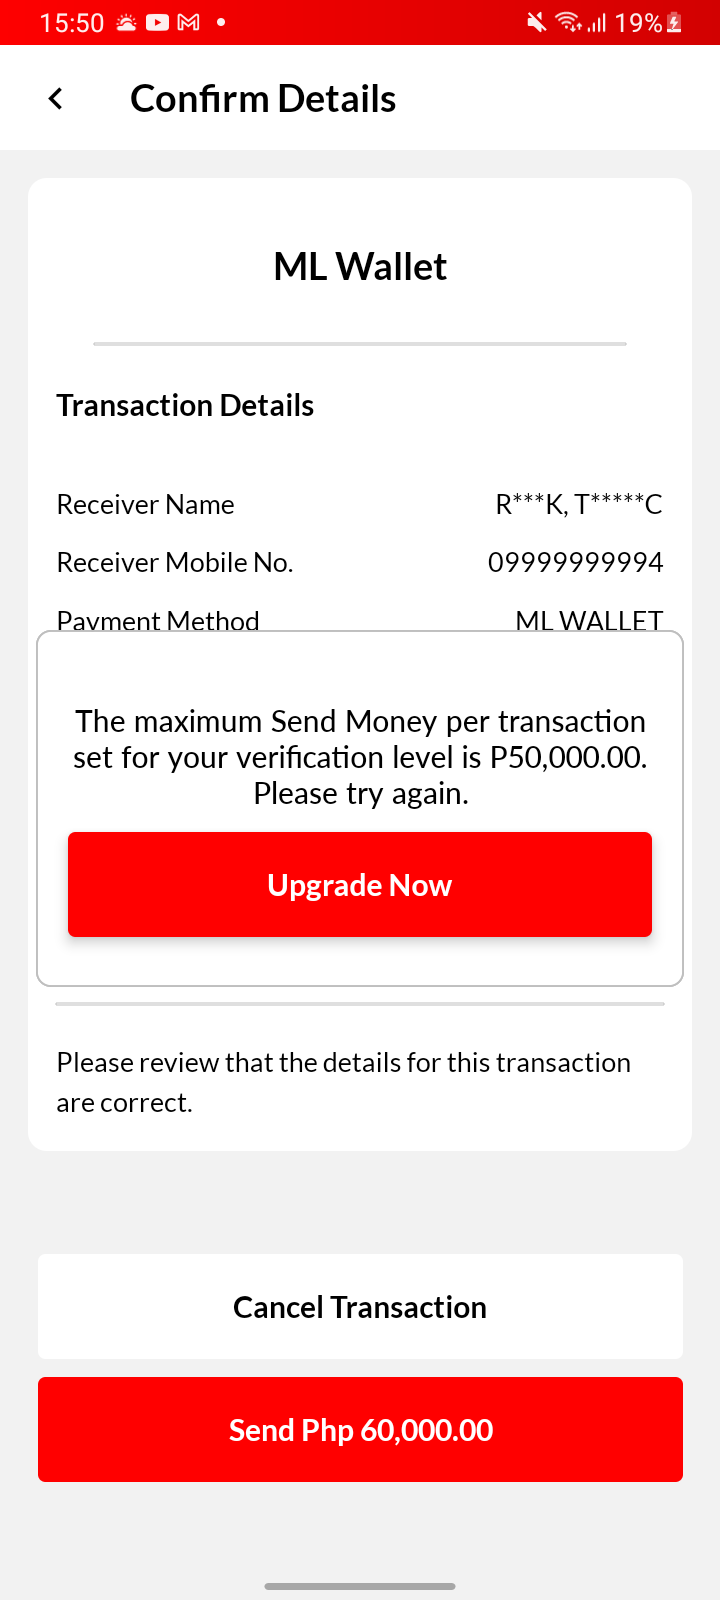 15:50
19%
Confirm Details
ML Wallet
Transaction Details
Receiver Name R***K, T*****C
Receiver Mobile No. 09999999994
Payment Method ML WALLET
The maximum Send Money per transaction
set for your verification level is P50,000.00.
Please try again.
Upgrade Now
Please review that the details for this transaction
are correct.
Cancel Transaction
Send Php 60,000.00